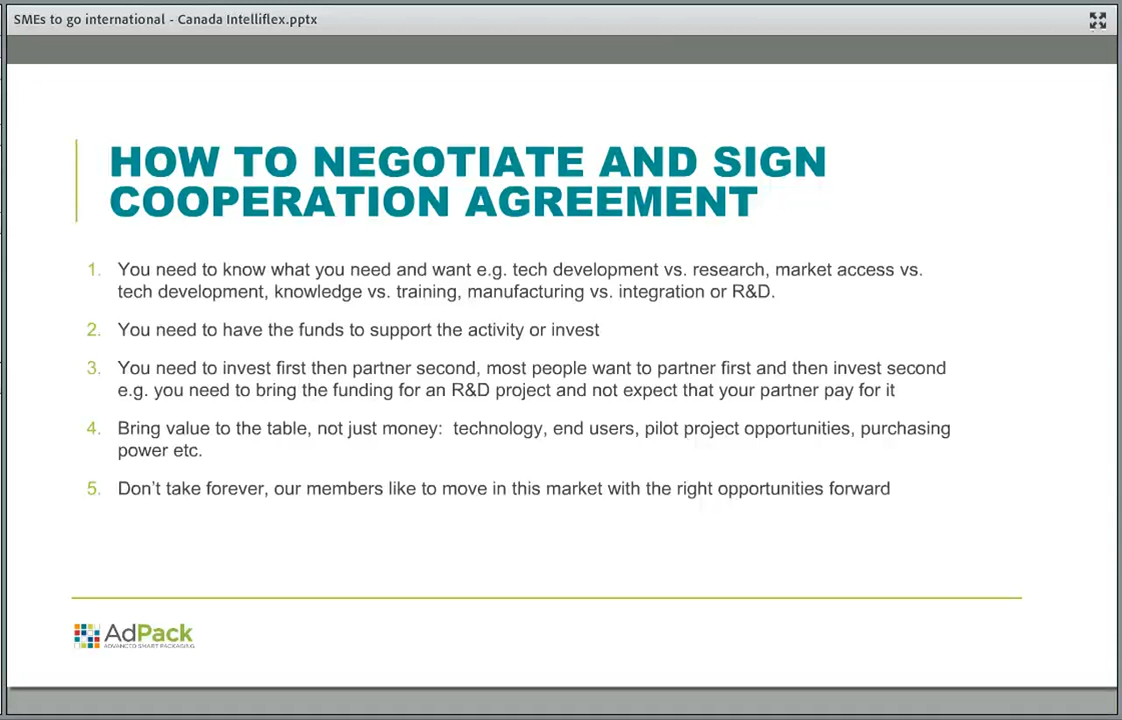 SMEs to go international - Canada Intelliflex.pptx
HOW TO NEGOTIATE AND SIGN
COOPERATION AGREEMENT
1. You need to know what you need and want e.g. tech development vs. research, market access vs.
tech development, knowledge vs. training, manufacturing vs. integration or R&D.
2. You need to have the funds to support the activity or invest
3. You need to invest first then partner second, most people want to partner first and then invest second
e.g. you need to bring the funding for an R&D project and not expect that your partner pay for it
4. Bring value to the table, not just money:  technology, end users, pilot project opportunities, purchasing
power etc.
5. Don’t take forever, our members like to move in this market with the right opportunities forward
AdPack
ADVANCED SMART PACKAGING